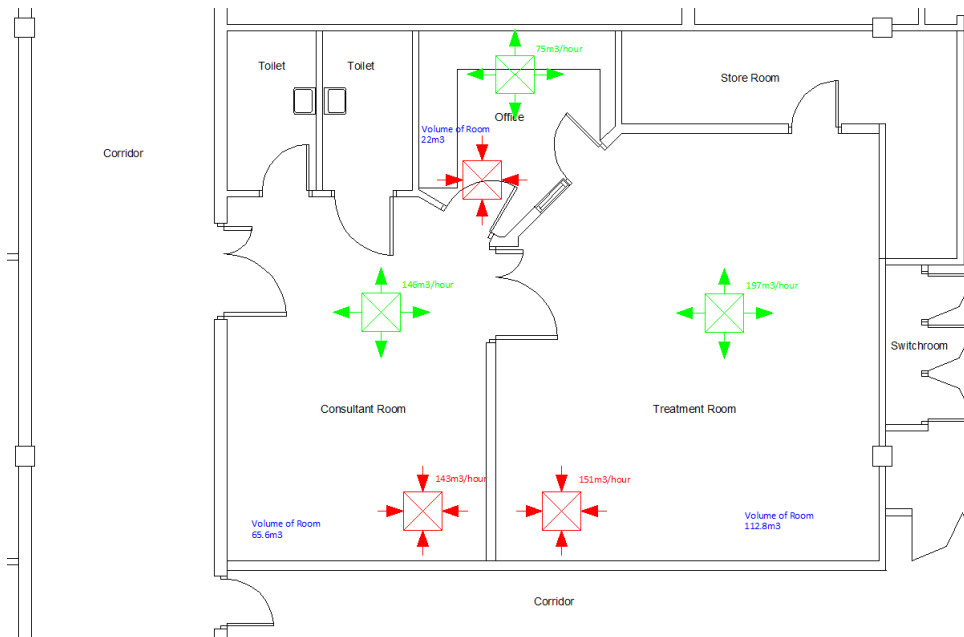 75m3/hour
Toilet
Toilet
Store Room
Office
Volume of Room
22m3
Corridor
146m3/hour
197m3/hour
Switchroom
Consultant Room
Treatment Room
143m3/hour
151m3/hour
Volume of Room
65.6m3
Volume of Room
112.8m3
Corridor